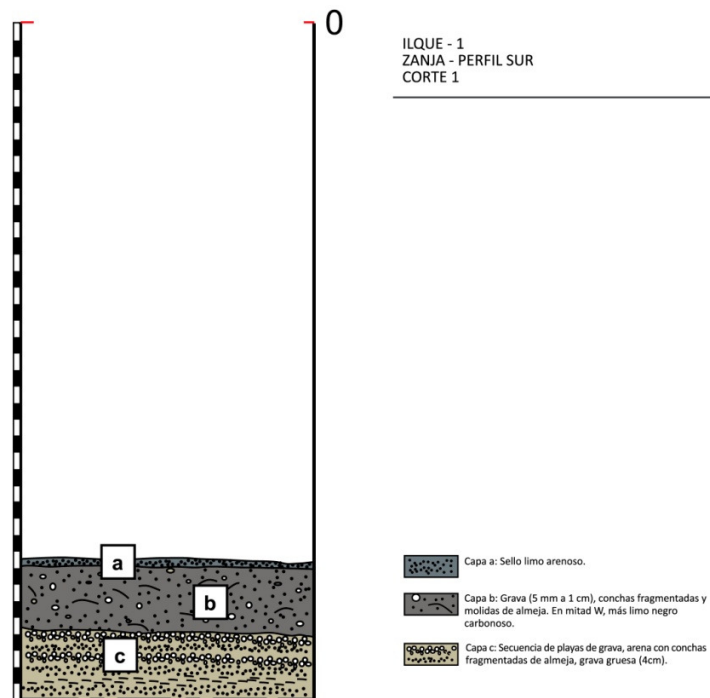 0
ILQUE - 1
ZANJA - PERFIL SUR
CORTE 1
a
b
c
Capa a: Sello limo arenoso.
Capa b: Grava (5 mm a 1 cm), conchas fragmentadas y
molidas de almeja. En mitad W, más limo negro
carbonoso.
Capa c: Secuencia de playas de grava, arena con conchas
fragmentadas de almeja, grava gruesa (4cm).